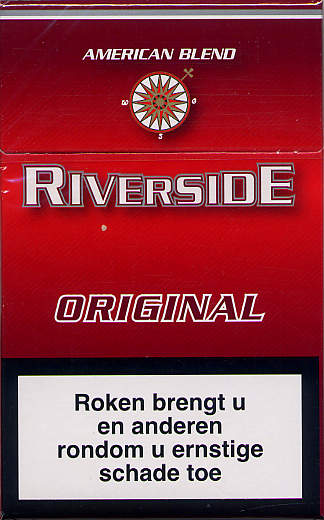 AMERICAN BLEND
RIVERSIDE
ORIGINAL
Roken brengt u
en anderen
rondom u ernstige
schade toe